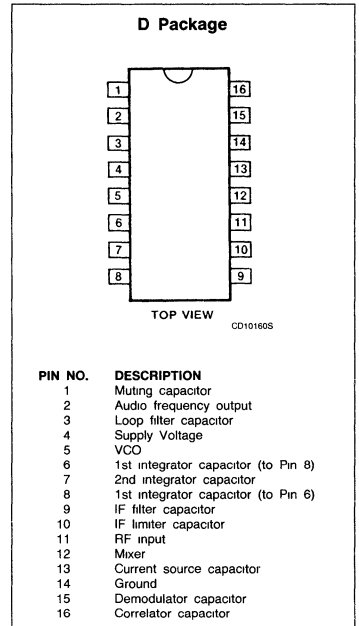 D Package
1 16
2 15
3 14
4 13
5 12
6 11
7 10
8 9
TOP VIEW
CD10160S
PIN NO. DESCRIPTION
1 Muting capacitor
2 Audio frequency output
3 Loop filter capacitor
4 Supply Voltage
5 VCO
6 1st integrator capacitor (to Pin 8)
7 2nd integrator capacitor
8 1st integrator capacitor (to Pin 6)
9 IF filter capacitor
10 IF limiter capacitor
11 RF input
12 Mixer
13 Current source capacitor
14 Ground
15 Demodulator capacitor
16 Correlator capacitor